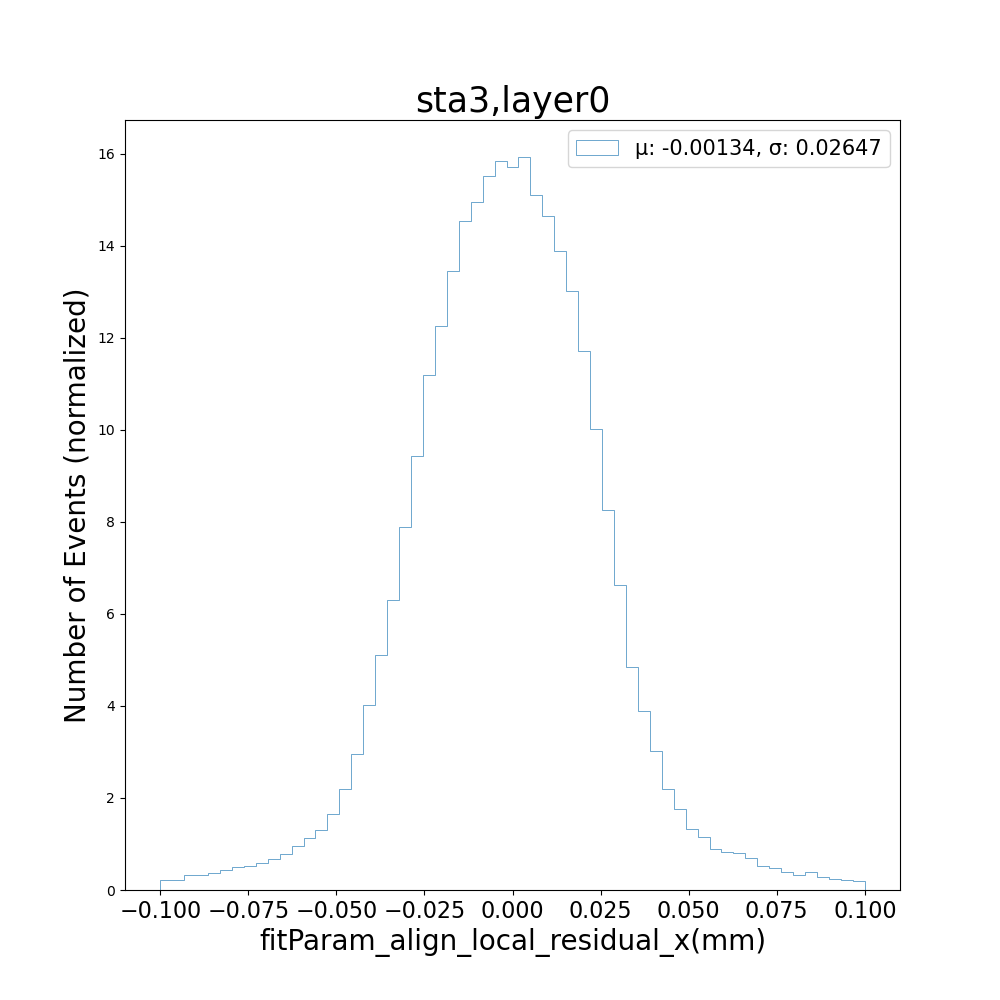 sta3,layer0
μ: -0.00134, σ: 0.02647
Number of Events (normalized)
16
14
12
10
8
6
4
2
0
−0.100 −0.075 −0.050 −0.025 0.000 0.025 0.050 0.075 0.100
fitParam_align_local_residual_x(mm)